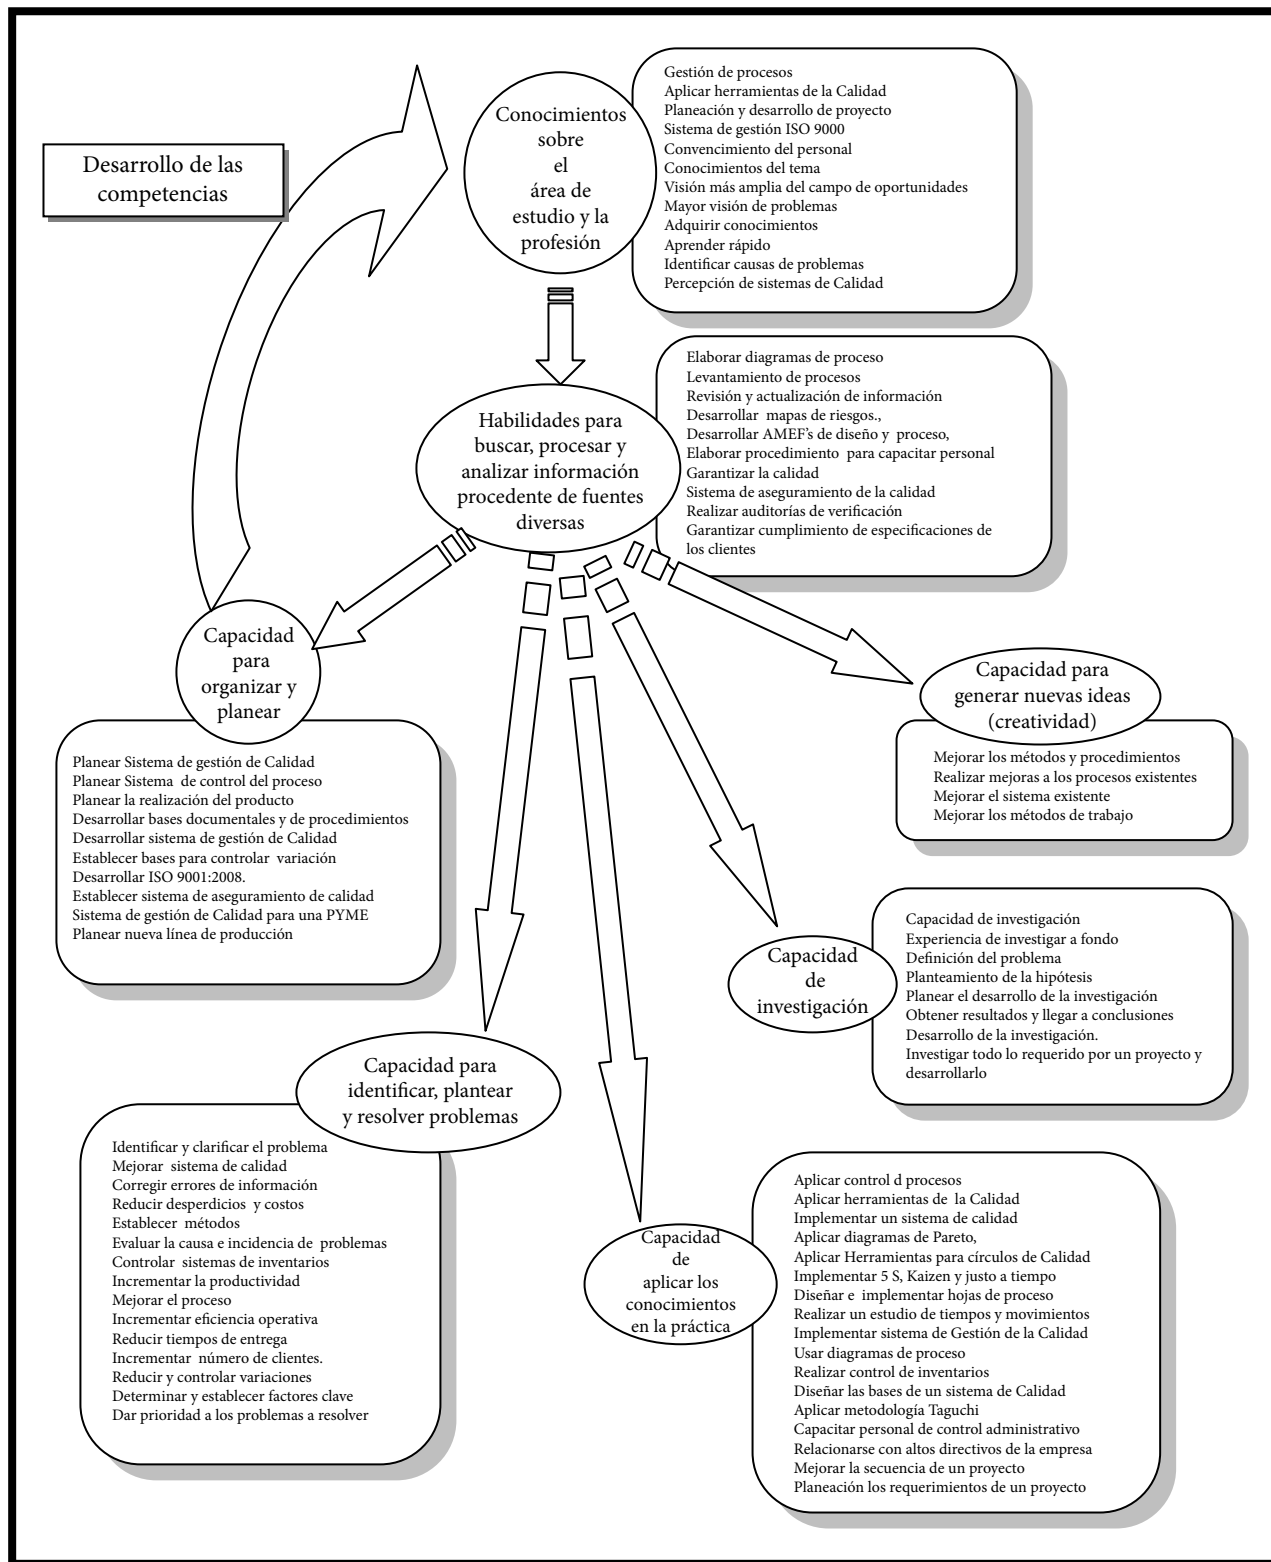 Desarrollo de las
competencias
Conocimientos
sobre
el
área de
estudio y la
profesión
Gestión de procesos
Aplicar herramientas de la Calidad
Planeación y desarrollo de proyecto
Sistema de gestión ISO 9000
Convencimiento del personal
Conocimientos del tema
Visión más amplia del campo de oportunidades
Mayor visión de problemas
Adquirir conocimientos
Aprender rápido
Identificar causas de problemas
Percepción de sistemas de Calidad
Habilidades para
buscar, procesar y
analizar información
procedente de fuentes
diversas
Elaborar diagramas de proceso
Levantamiento de procesos
Revisión y actualización de información
Desarrollar  mapas de riesgos.,
Desarrollar AMEF's de diseño y  proceso,
Elaborar procedimiento  para capacitar personal
Garantizar la calidad
Sistema de aseguramiento de la calidad
Realizar auditorías de verificación
Garantizar cumplimiento de especificaciones de
los clientes
Capacidad
para
organizar y
planear
Planear Sistema de gestión de Calidad
Planear Sistema  de control del proceso
Planear la realización del producto
Desarrollar bases documentales y de procedimientos
Desarrollar sistema de gestión de Calidad
Establecer bases para controlar  variación
Desarrollar ISO 9001:2008.
Establecer sistema de aseguramiento de calidad
Sistema de gestión de Calidad para una PYME
Planear nueva línea de producción
Capacidad para
generar nuevas ideas
(creatividad)
Mejorar los métodos y procedimientos
Realizar mejoras a los procesos existentes
Mejorar el sistema existente
Mejorar los métodos de trabajo
Capacidad
de
investigación
Capacidad de investigación
Experiencia de investigar a fondo
Definición del problema
Planteamiento de la hipótesis
Planear el desarrollo de la investigación
Obtener resultados y llegar a conclusiones
Desarrollo de la investigación.
Investigar todo lo requerido por un proyecto y
desarrollarlo
Capacidad para
identificar, plantear
y resolver problemas
Identificar y clarificar el problema
Mejorar  sistema de calidad
Corregir errores de información
Reducir desperdicios  y costos
Establecer  métodos
Evaluar la causa e incidencia de  problemas
Controlar  sistemas de inventarios
Incrementar la productividad
Mejorar el proceso
Incrementar eficiencia operativa
Reducir tiempos de entrega
Incrementar  número de clientes.
Reducir y controlar variaciones
Determinar y establecer factores clave
Dar prioridad a los problemas a resolver
Capacidad
de
aplicar los
conocimientos
en la práctica
Aplicar control d procesos
Aplicar herramientas de  la Calidad
Implementar un sistema de calidad
Aplicar diagramas de Pareto,
Aplicar Herramientas para círculos de Calidad
Implementar 5 S, Kaizen y justo a tiempo
Diseñar e  implementar hojas de proceso
Realizar un estudio de tiempos y movimientos
Implementar sistema de Gestión de la Calidad
Usar diagramas de proceso
Realizar control de inventarios
Diseñar las bases de un sistema de Calidad
Aplicar metodología Taguchi
Capacitar personal de control administrativo
Relacionarse con altos directivos de la empresa
Mejorar la secuencia de un proyecto
Planeación los requerimientos de un proyecto